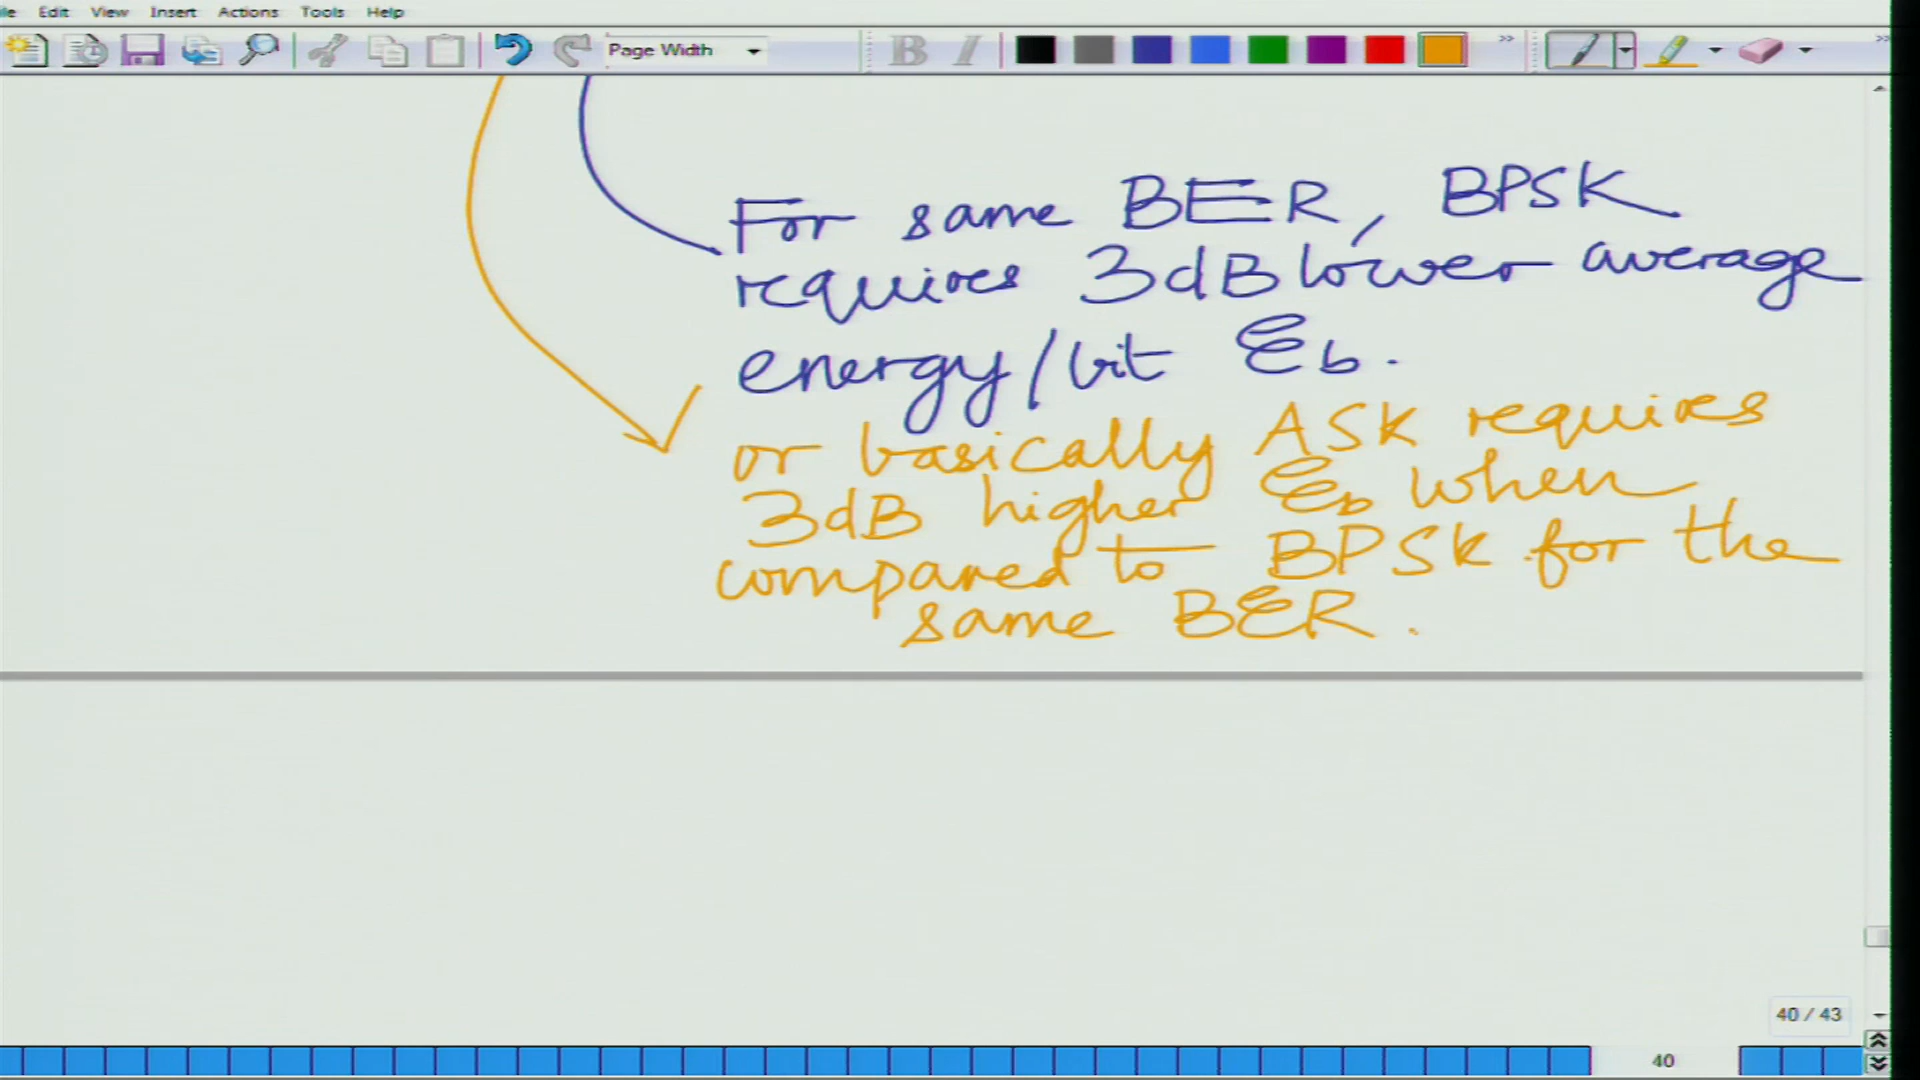 Edit View Insert Actions Tools Help
Page Width
B I
For same BER, BPSK
requires 3dB lower average
energy/bit Eb.
or basically ASK requires
3dB higher Eb when
compared to BPSK for the
same BER.
40 / 43
40